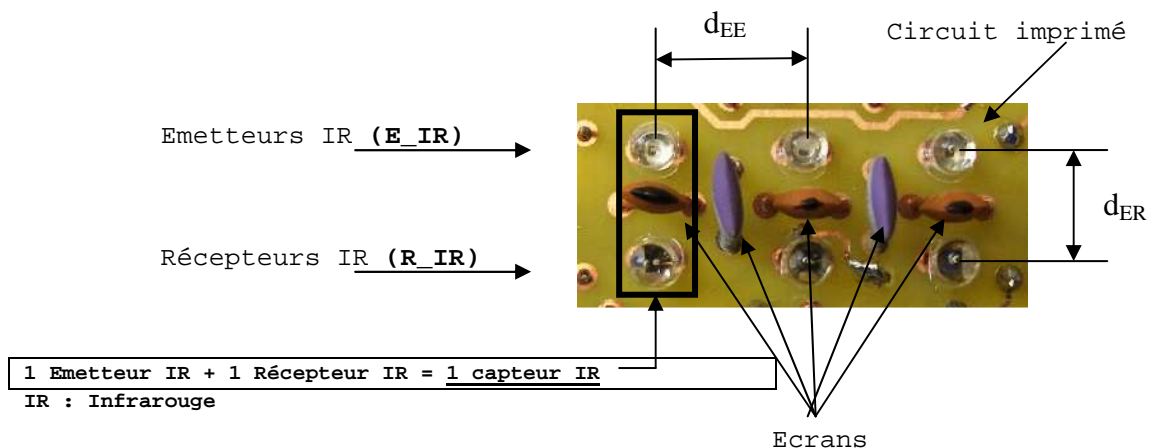 dEE
Circuit imprimé
Emetteurs IR (E_IR)
dER
Récepteurs IR (R_IR)
1 Emetteur IR + 1 Récepteur IR = 1 capteur IR
IR : Infrarouge
Ecrans